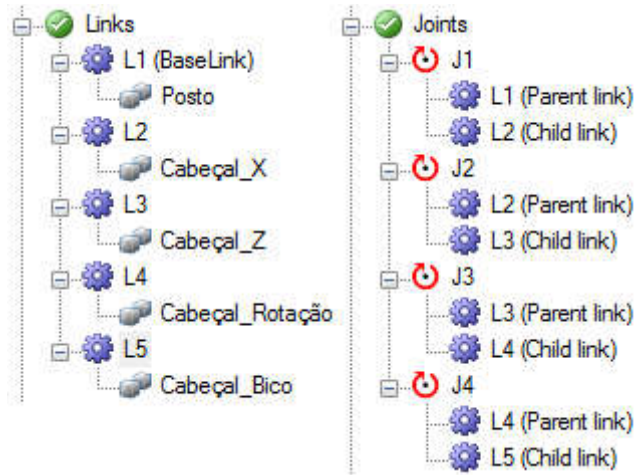 Links
L1 (BaseLink)
Posto
L2
Cabeçal_X
L3
Cabeçal_Z
L4
Cabeçal_Rotação
L5
Cabeçal_Bico
Joints
J1
L1 (Parent link)
L2 (Child link)
J2
L2 (Parent link)
L3 (Child link)
J3
L3 (Parent link)
L4 (Child link)
J4
L4 (Parent link)
L5 (Child link)